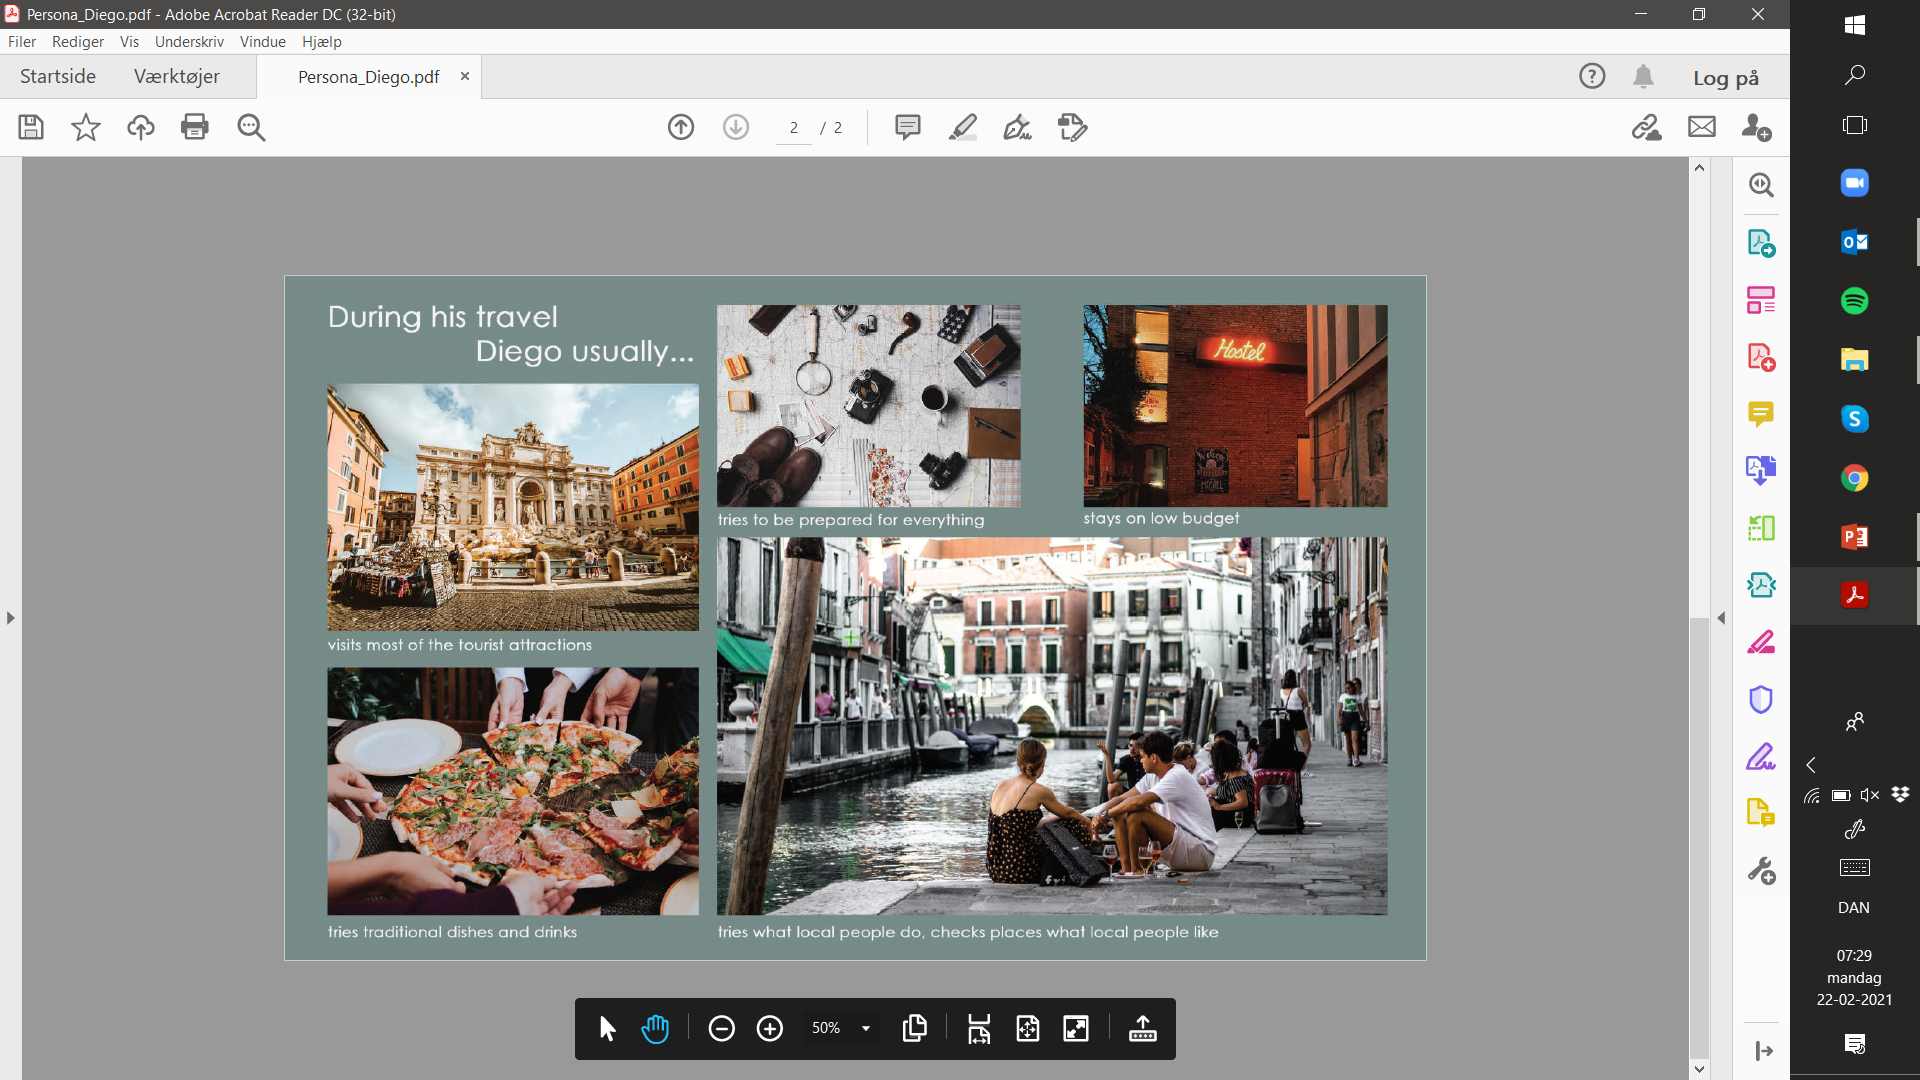 Persona_Diego.pdf - Adobe Acrobat Reader DC (32-bit)
Filer Rediger Vis Underskriv Vindue Hjælp
Startside Værktøjer Persona_Diego.pdf Log på
2 / 2
During his travel
Diego usually...
Hostel
tries to be prepared for everything
stays on low budget
visits most of the tourist attractions
tries traditional dishes and drinks
tries what local people do, checks places what local people like
50%
DAN
07:29
mandag
22-02-2021